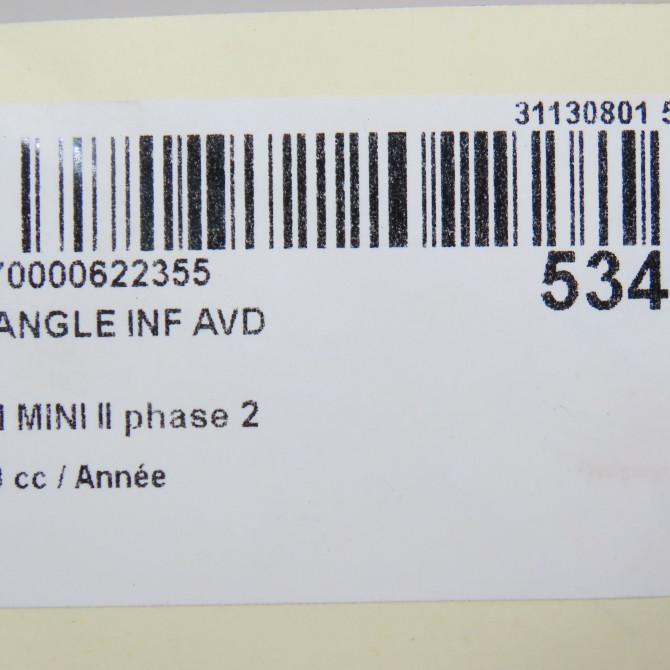 31130801 5
70000622355
534
ANGLE INF AVD
MINI II phase 2
cc / Année